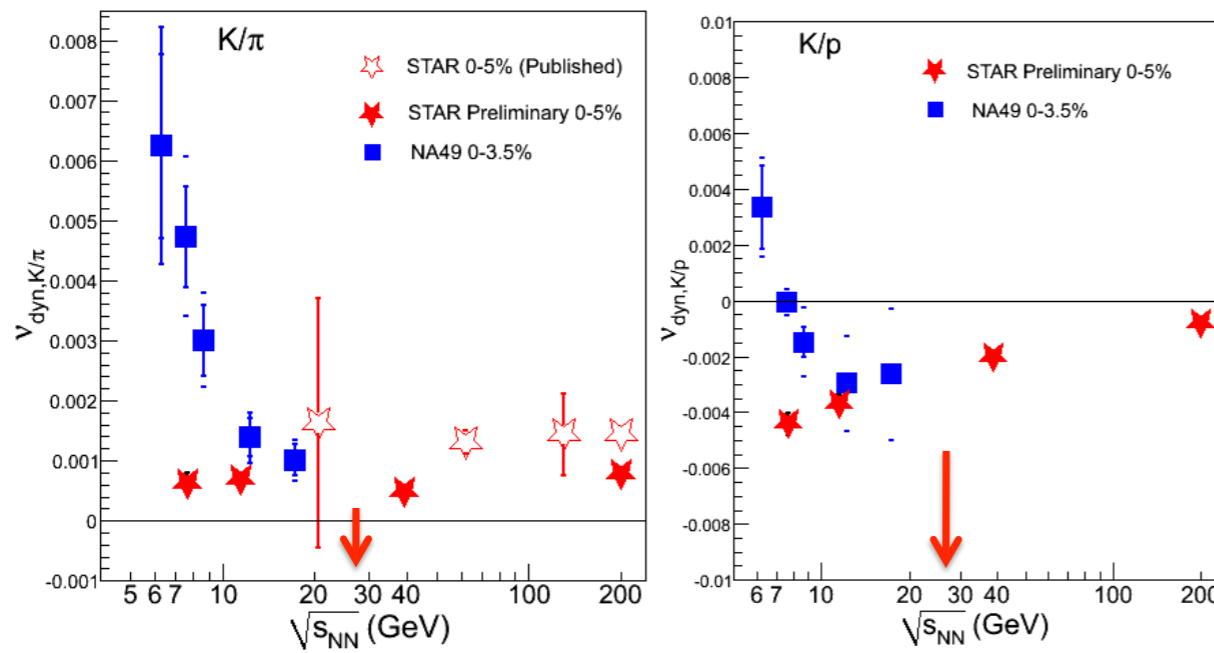 K/π
STAR 0-5% (Published)
STAR Preliminary 0-5%
NA49 0-3.5%
0.008
0.007
0.006
0.005
0.004
0.003
0.002
0.001
0
-0.001
ν dyn,K/π
5 6 7 10 20 30 40 100 200
√sNN (GeV)
K/p
STAR Preliminary 0-5%
NA49 0-3.5%
0.01
0.008
0.006
0.004
0.002
0
-0.002
-0.004
-0.006
-0.008
-0.01
ν dyn,K/p
6 7 10 20 30 40 100 200
√sNN (GeV)